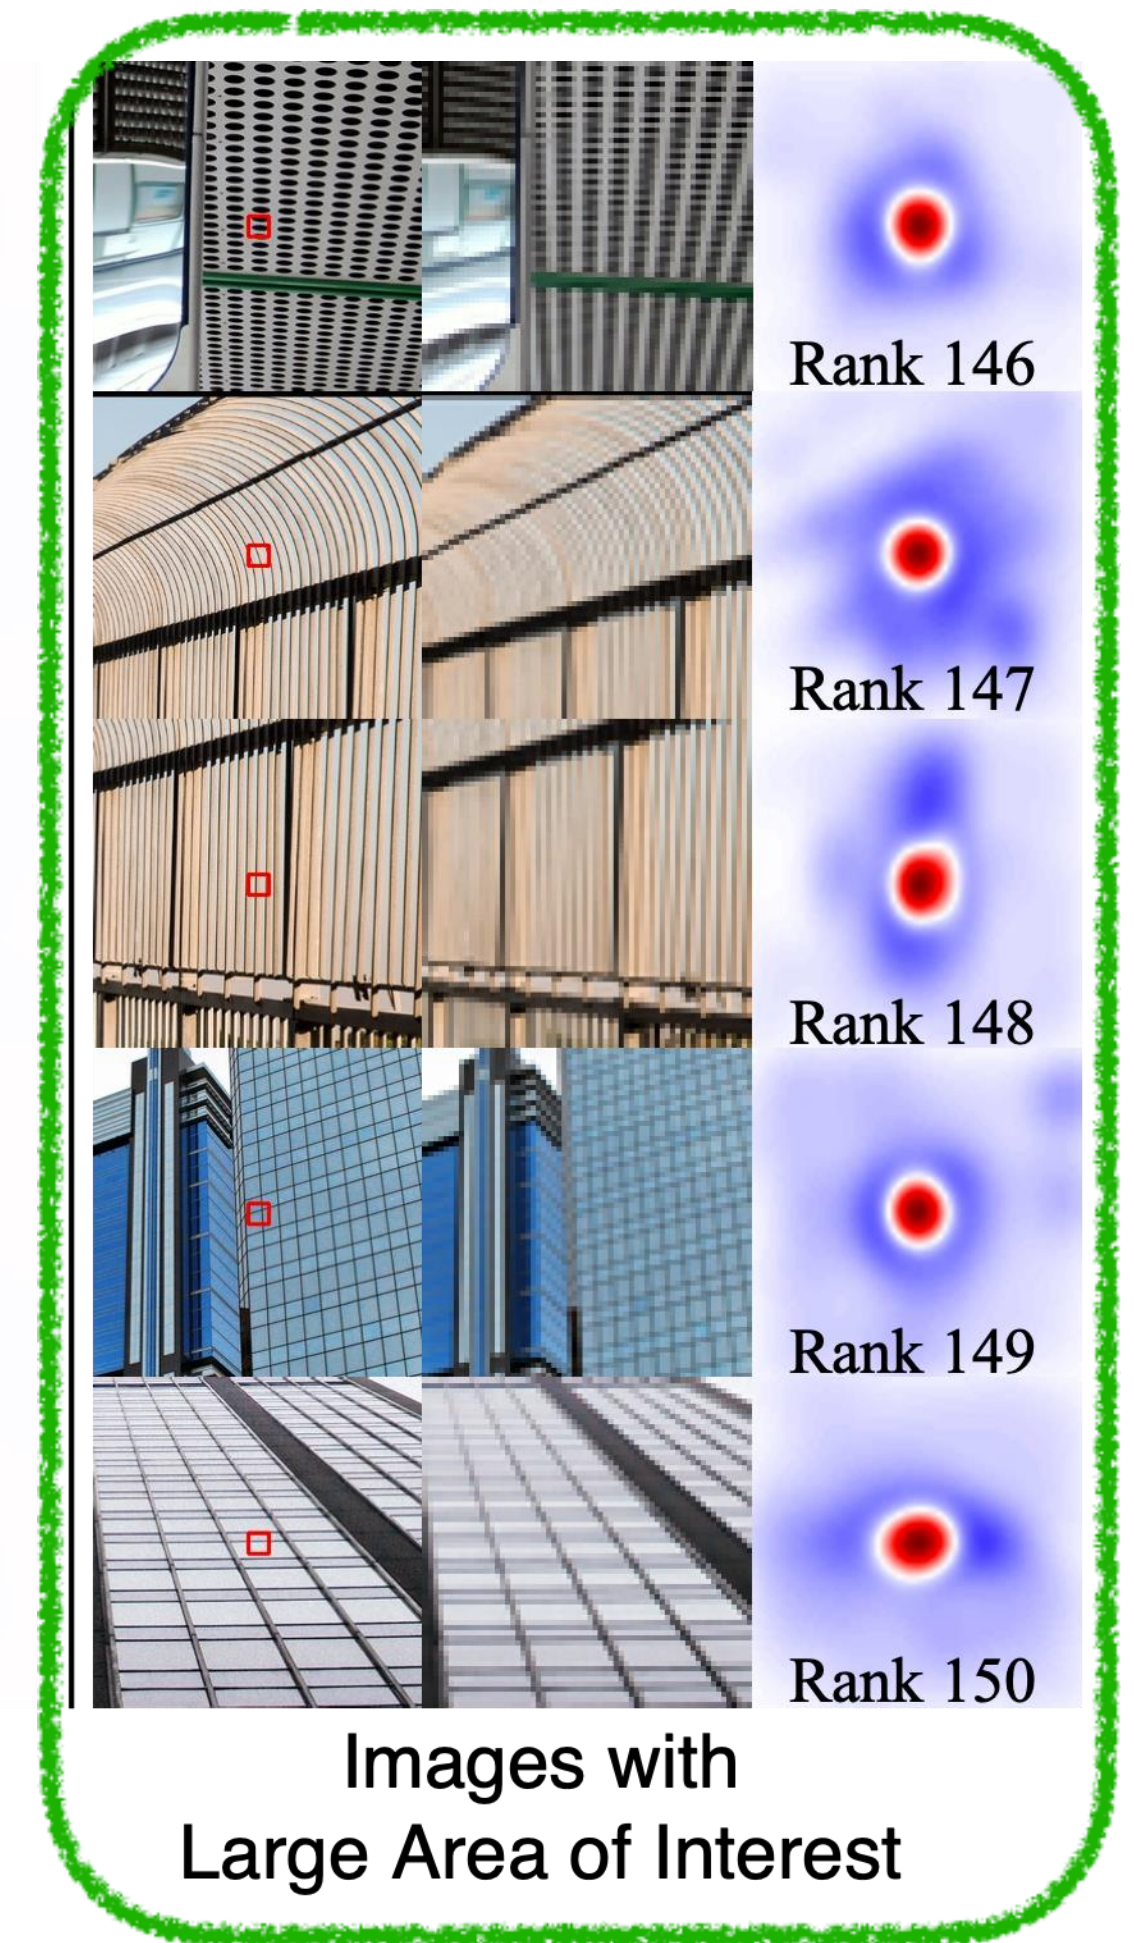 Rank 146
Rank 147
Rank 148
Rank 149
Rank 150
Images with
Large Area of Interest